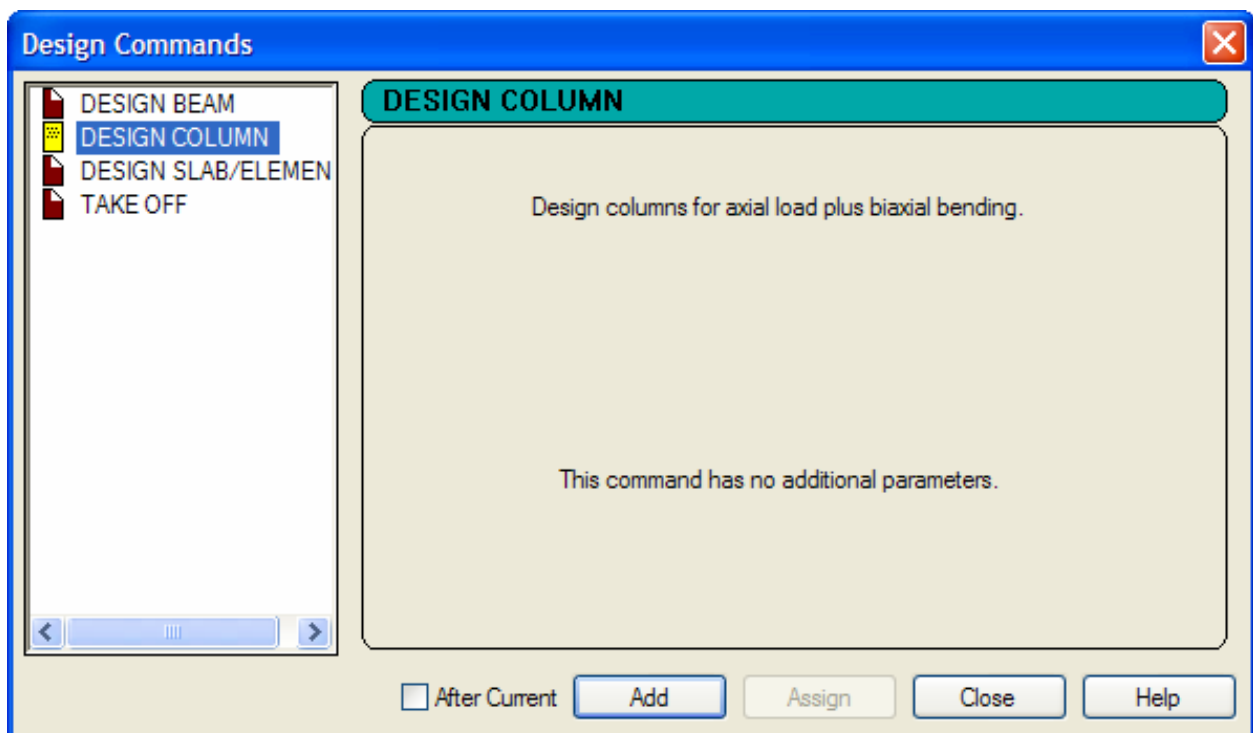 Design Commands
DESIGN BEAM
DESIGN COLUMN
DESIGN SLAB/ELEMEN
TAKE OFF
DESIGN COLUMN
Design columns for axial load plus biaxial bending.
This command has no additional parameters.
After Current
Add
Assign
Close
Help